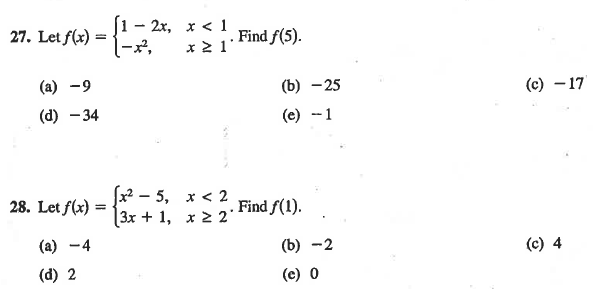 27. Let f(x) = {1 − 2x, x < 1
−x², x ≥ 1. Find f(5).
(a) −9 (b) −25 (c) −17
(d) −34 (e) −1
28. Let f(x) = {x² − 5, x < 2
3x + 1, x ≥ 2. Find f(1).
(a) −4 (b) −2 (c) 4
(d) 2 (e) 0